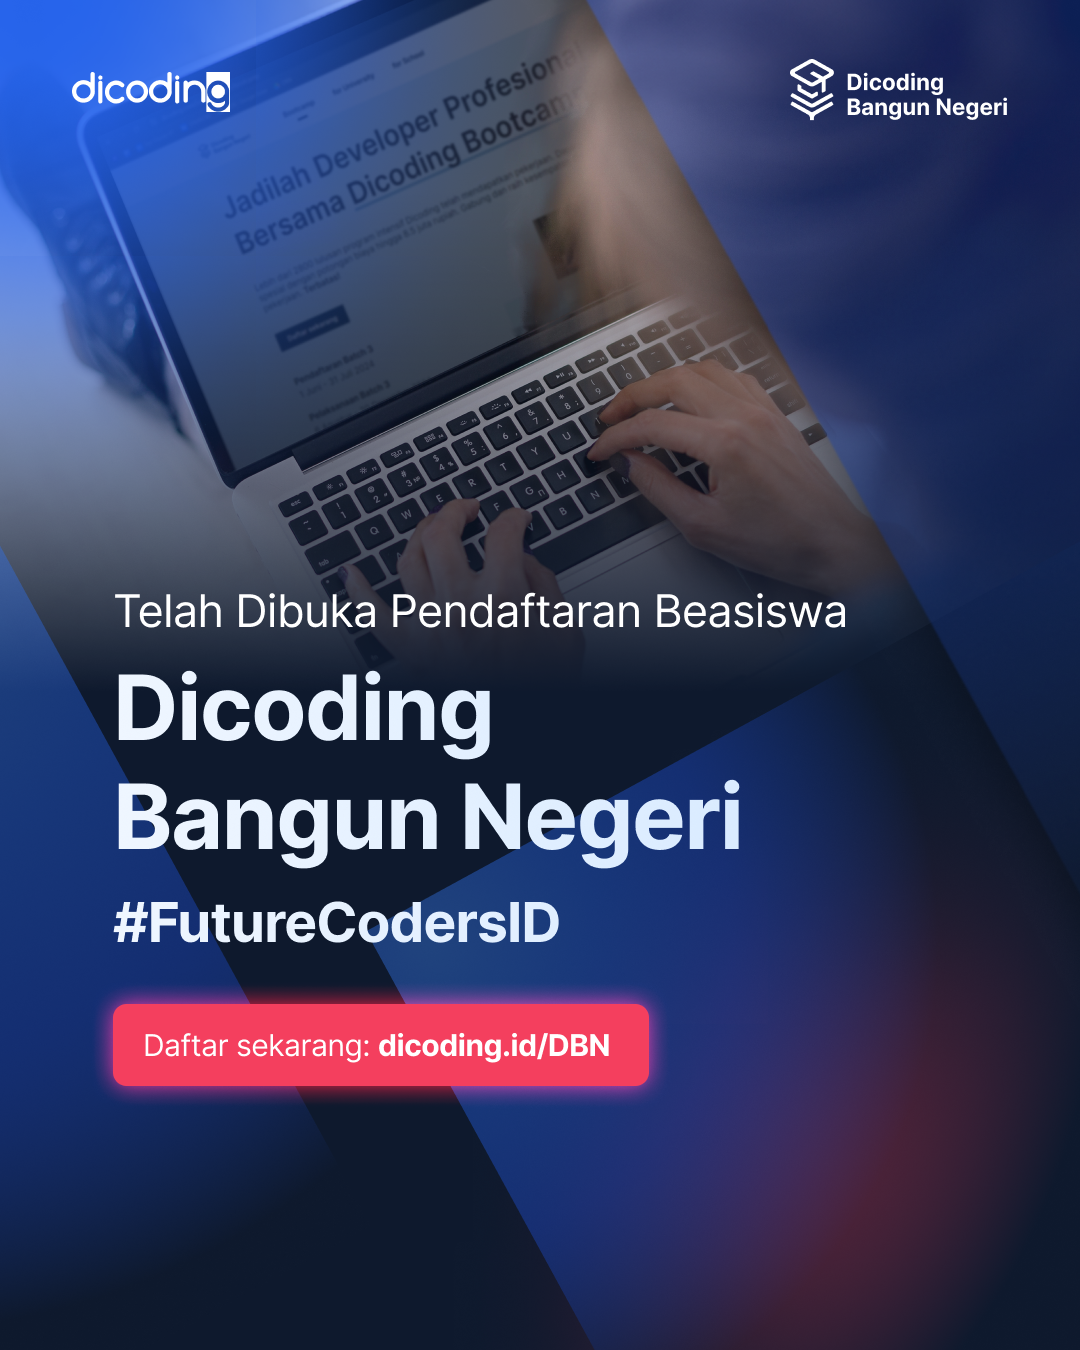 dicoding
Dicoding
Bangun Negeri
Jadilah Developer Profesional
Bersama Dicoding Bootcamp
Telah Dibuka Pendaftaran Beasiswa
Dicoding
Bangun Negeri
#FutureCodersID
Daftar sekarang: dicoding.id/DBN